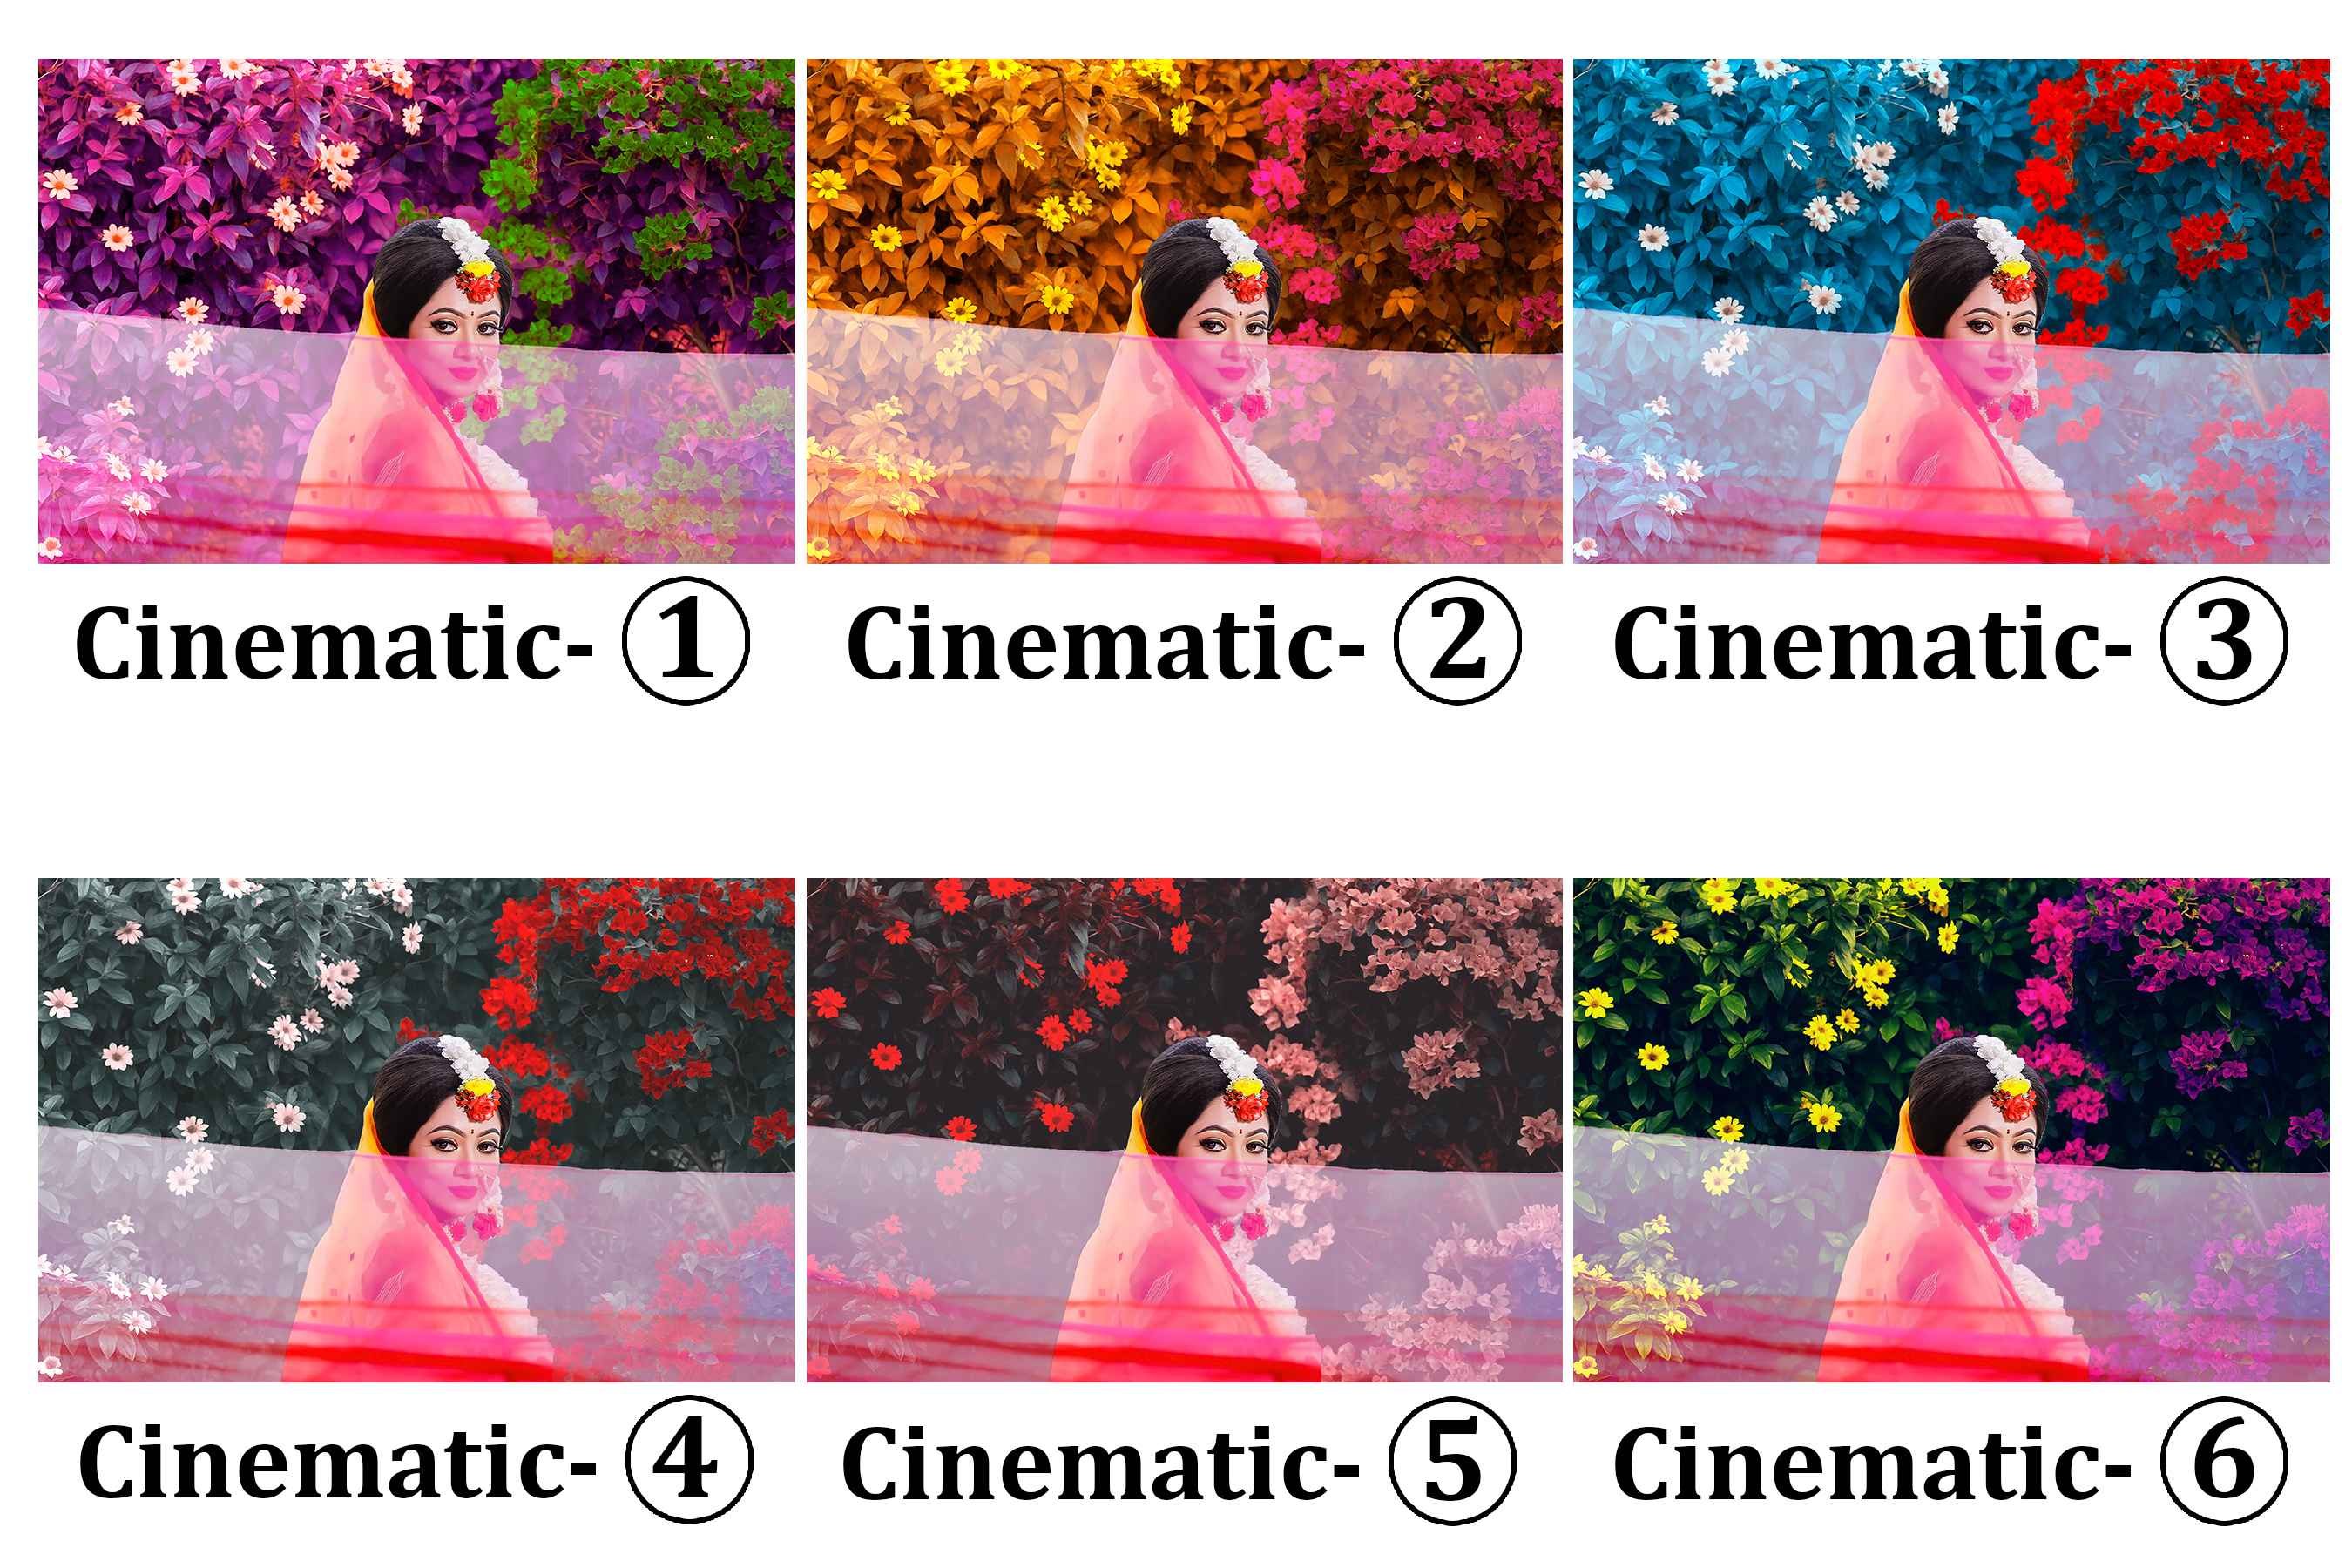 Cinematic- ①
Cinematic- ②
Cinematic- ③
Cinematic- ④
Cinematic- ⑤
Cinematic- ⑥